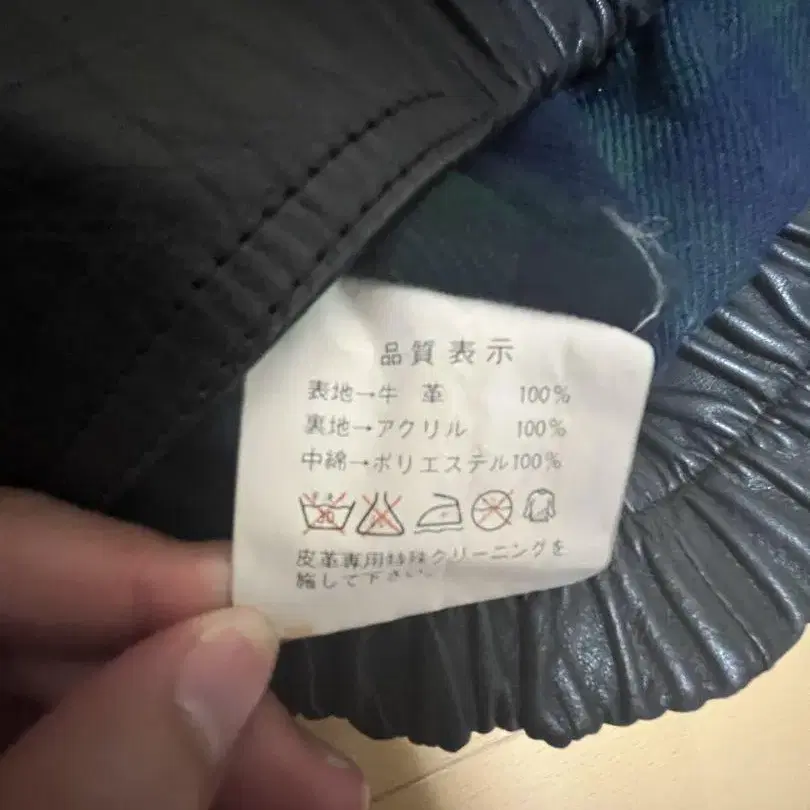 品質表示
表地→牛 革 100%
裏地→アクリル 100%
中綿→ポリエステル100%
皮革専用特殊クリーニングを
施して下さい。